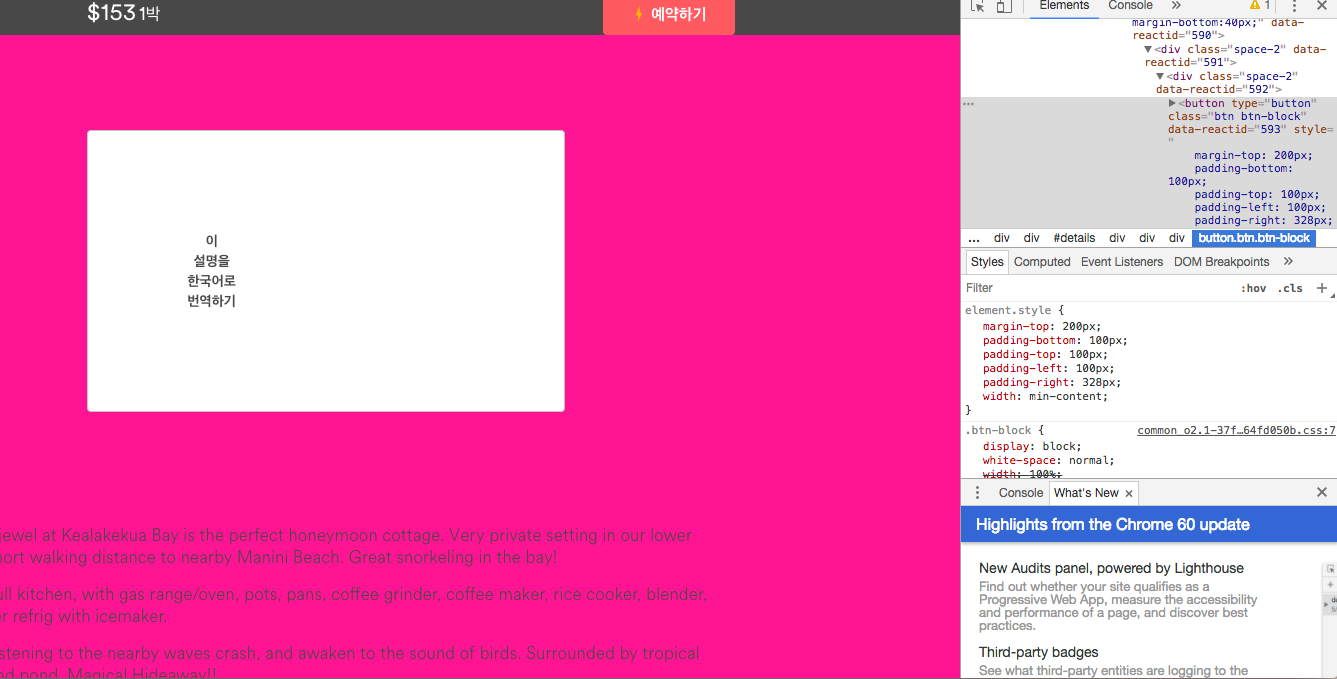 $153 1박
⚡ 예약하기
이
설명을
한국어로
번역하기
jewel at Kealakekua Bay is the perfect honeymoon cottage. Very private setting in our lower
hort walking distance to nearby Manini Beach. Great snorkeling in the bay!
ull kitchen, with gas range/oven, pots, pans, coffee grinder, coffee maker, rice cooker, blender,
er refrig with icemaker.
istening to the nearby waves crash, and awaken to the sound of birds. Surrounded by tropical
nd pond. Magical Hideaway!!
Elements Console » 1
margin-bottom:40px;" data-
reactid="590">
▼<div class="space-2" data-
reactid="591">
▼<div class="space-2"
data-reactid="592">
… ▶<button type="button"
class="btn btn-block"
data-reactid="593" style=
"
margin-top: 200px;
padding-bottom:
100px;
padding-top: 100px;
padding-left: 100px;
padding-right: 328px;
… div div #details div div div button.btn.btn-block
Styles Computed Event Listeners DOM Breakpoints »
Filter :hov .cls +
element.style {
margin-top: 200px;
padding-bottom: 100px;
padding-top: 100px;
padding-left: 100px;
padding-right: 328px;
width: min-content;
}
.btn-block { common_o2.1-37f…64fd050b.css:7
display: block;
white-space: normal;
width: 100%;
Console What's New ×
Highlights from the Chrome 60 update
New Audits panel, powered by Lighthouse
Find out whether your site qualifies as a
Progressive Web App, measure the accessibility
and performance of a page, and discover best
practices.
Third-party badges
See what third-party entities are logging to the